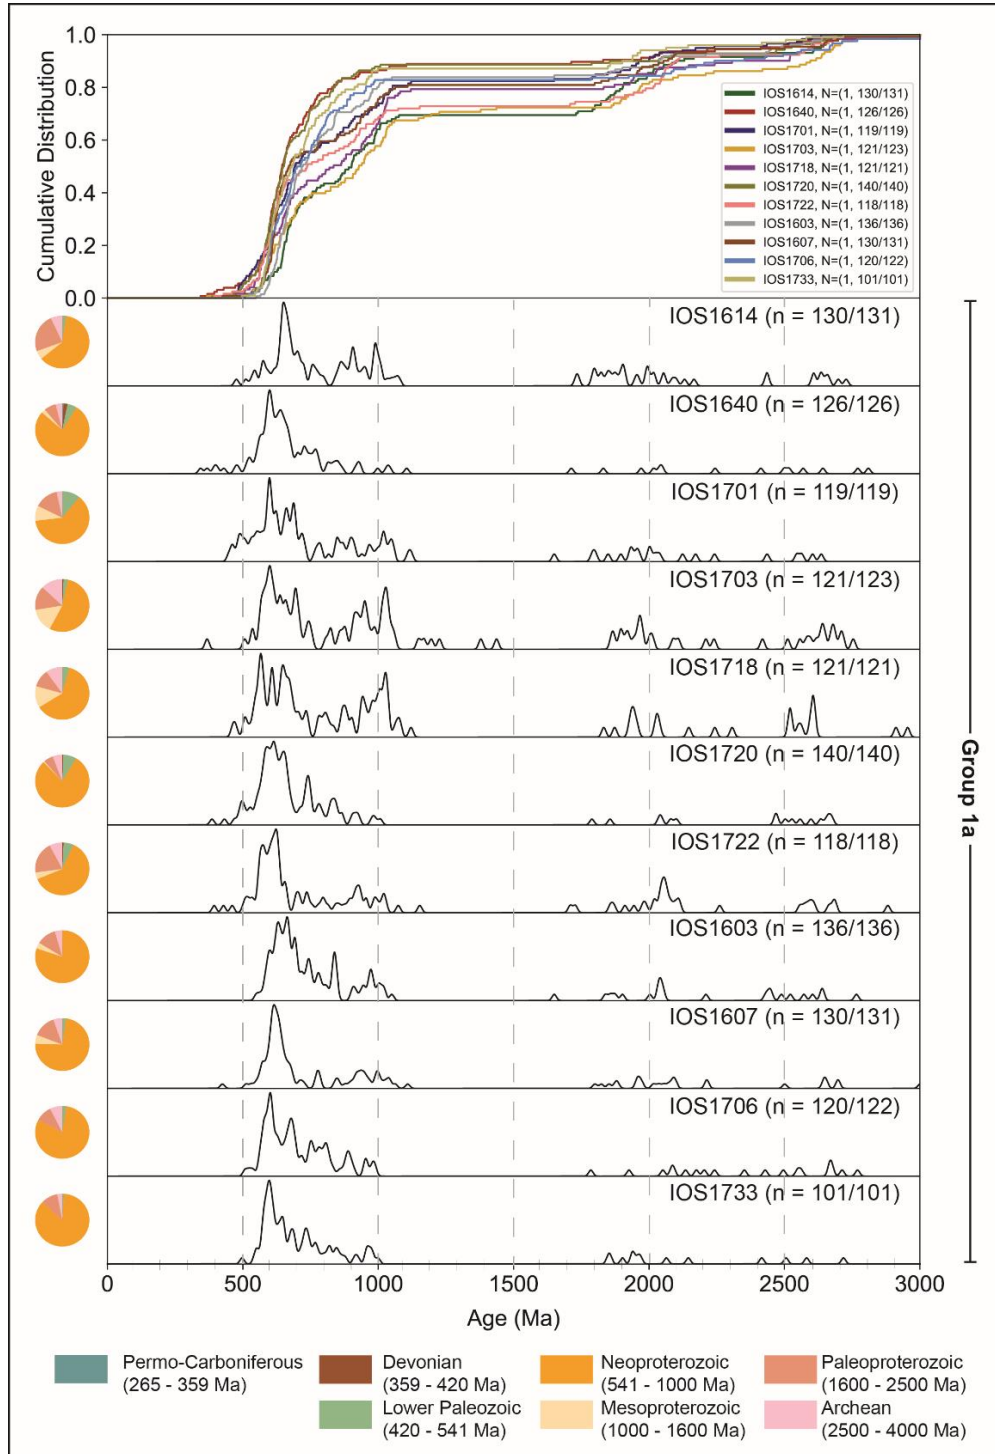 Cumulative Distribution
1.0
0.8
0.6
0.4
0.2
0.0
IOS1614, N=(1, 130/131)
IOS1640, N=(1, 126/126)
IOS1701, N=(1, 119/119)
IOS1703, N=(1, 121/123)
IOS1718, N=(1, 121/121)
IOS1720, N=(1, 140/140)
IOS1722, N=(1, 118/118)
IOS1603, N=(1, 136/136)
IOS1607, N=(1, 130/131)
IOS1706, N=(1, 120/122)
IOS1733, N=(1, 101/101)
IOS1614 (n = 130/131)
IOS1640 (n = 126/126)
IOS1701 (n = 119/119)
IOS1703 (n = 121/123)
IOS1718 (n = 121/121)
IOS1720 (n = 140/140)
IOS1722 (n = 118/118)
IOS1603 (n = 136/136)
IOS1607 (n = 130/131)
IOS1706 (n = 120/122)
IOS1733 (n = 101/101)
Group 1a
0 500 1000 1500 2000 2500 3000
Age (Ma)
Permo-Carboniferous
(265 - 359 Ma)
Devonian
(359 - 420 Ma)
Lower Paleozoic
(420 - 541 Ma)
Neoproterozoic
(541 - 1000 Ma)
Mesoproterozoic
(1000 - 1600 Ma)
Paleoproterozoic
(1600 - 2500 Ma)
Archean
(2500 - 4000 Ma)